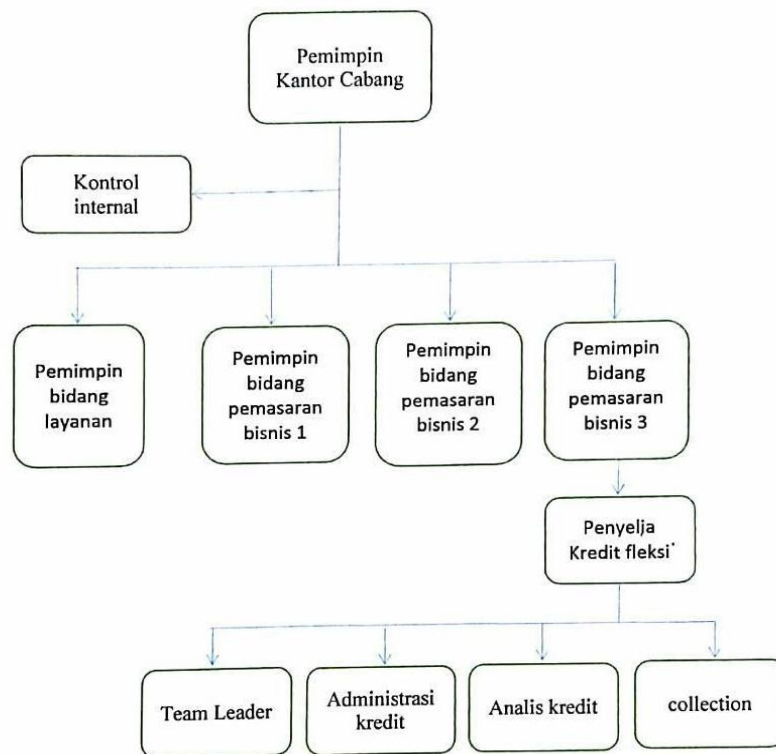 Pemimpin
Kantor Cabang
Kontrol
internal
Pemimpin
bidang
layanan
Pemimpin
bidang
pemasaran
bisnis 1
Pemimpin
bidang
pemasaran
bisnis 2
Pemimpin
bidang
pemasaran
bisnis 3
Penyelja
Kredit fleksi
Team Leader
Administrasi
kredit
Analis kredit
collection